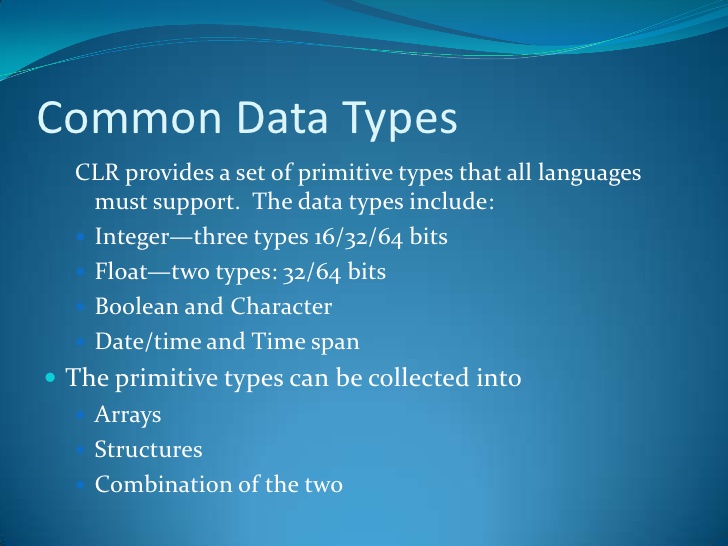 Common Data Types
CLR provides a set of primitive types that all languages
must support.  The data types include:
• Integer—three types 16/32/64 bits
• Float—two types: 32/64 bits
• Boolean and Character
• Date/time and Time span
• The primitive types can be collected into
• Arrays
• Structures
• Combination of the two